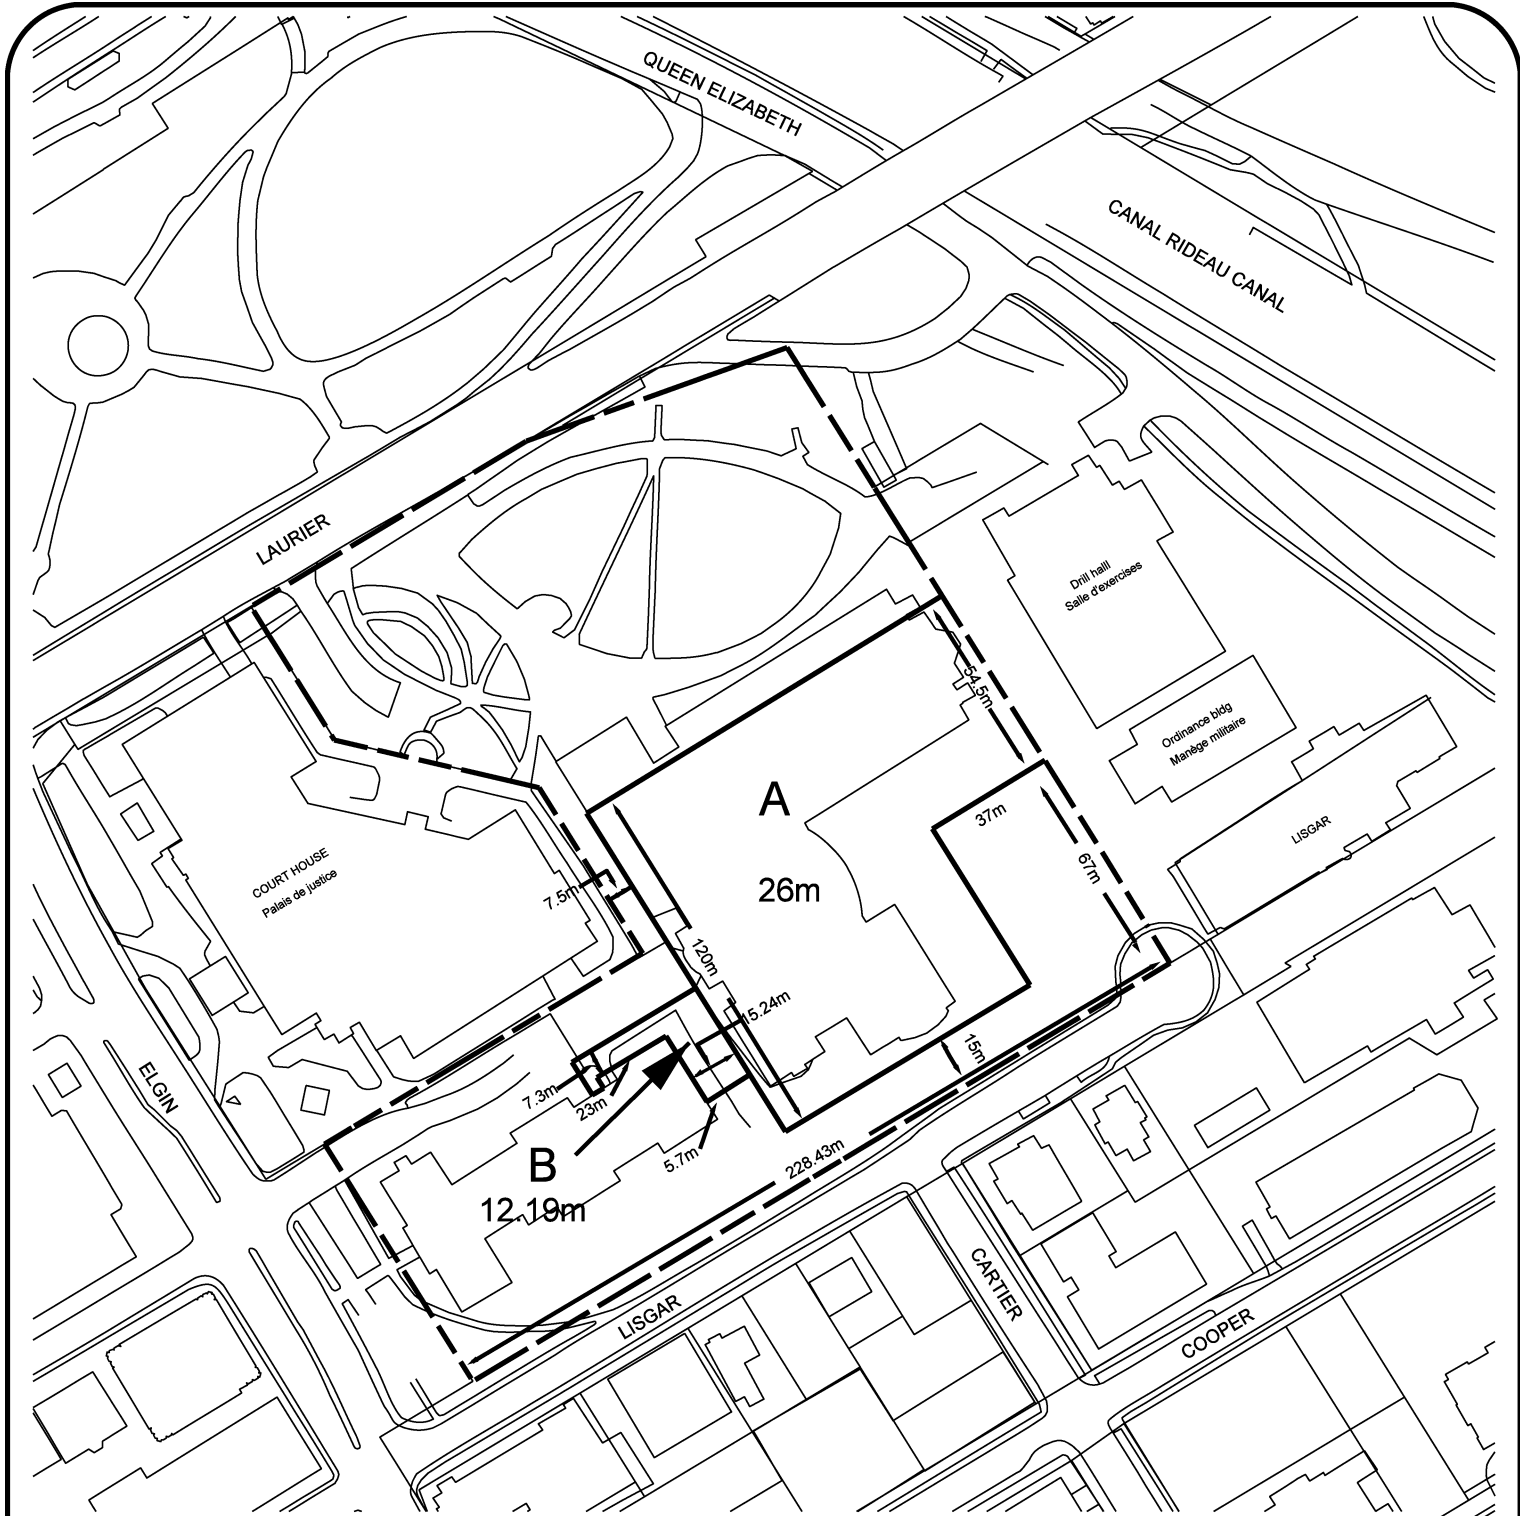 QUEEN ELIZABETH
CANAL RIDEAU CANAL
LAURIER
Drill halll
Salle d'exercises
54.5m
Ordinance bldg
Manège militaire
A
26m
37m
67m
LISGAR
COURT HOUSE
Palais de justice
7.5m
120m
15.24m
15m
ELGIN
7.3m
23m
B
12.19m
5.7m
228.43m
LISGAR
CARTIER
COOPER